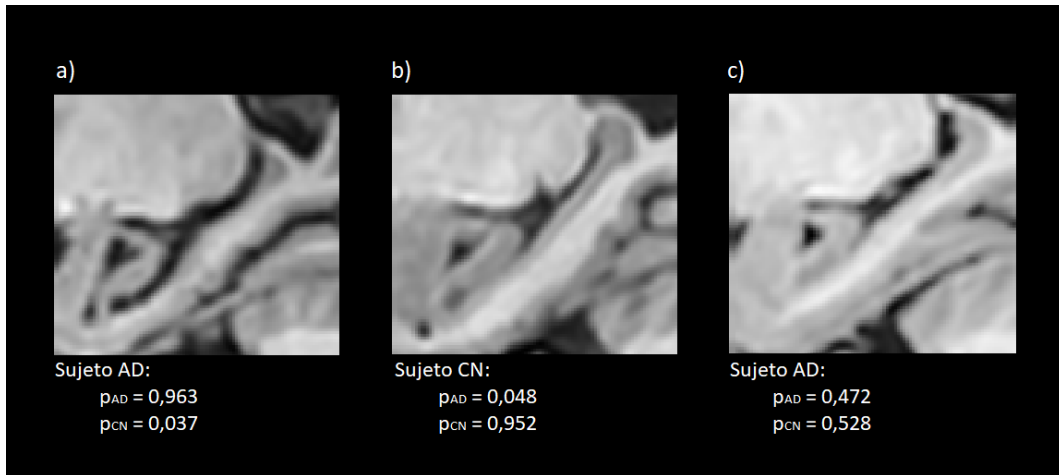 a)
b)
c)
Sujeto AD:
pAD = 0,963
pCN = 0,037
Sujeto CN:
pAD = 0,048
pCN = 0,952
Sujeto AD:
pAD = 0,472
pCN = 0,528